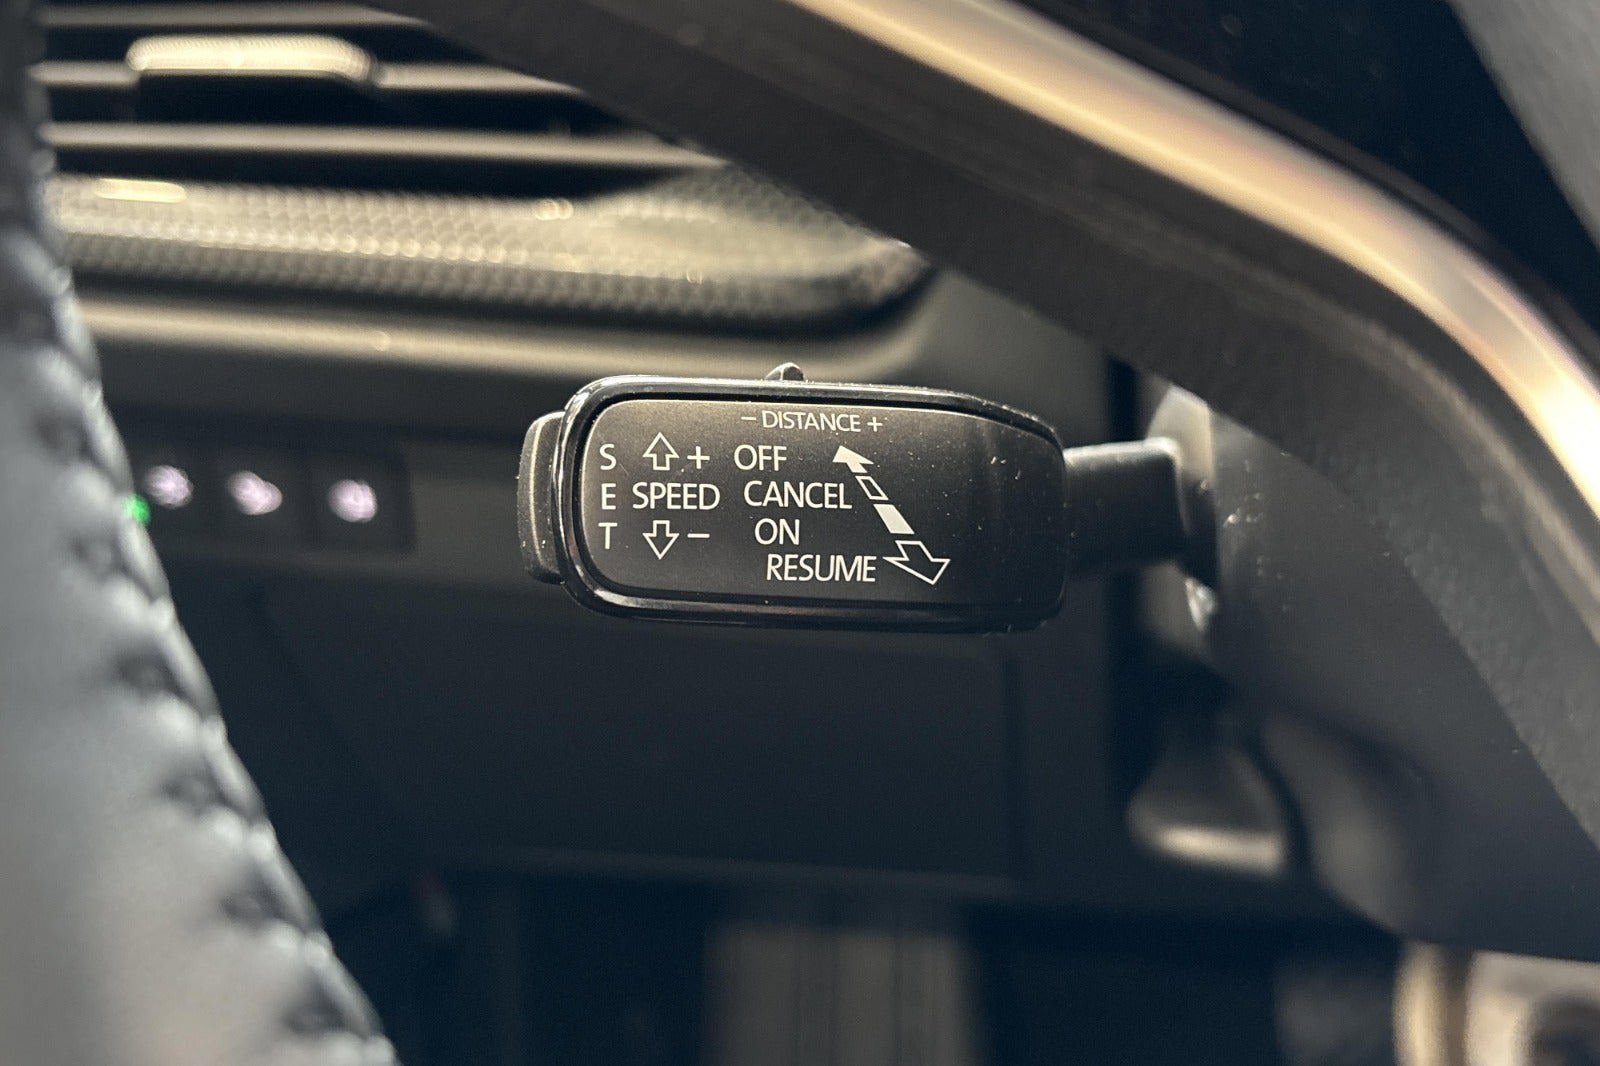 - DISTANCE +
S + OFF
E SPEED CANCEL
T - ON
RESUME